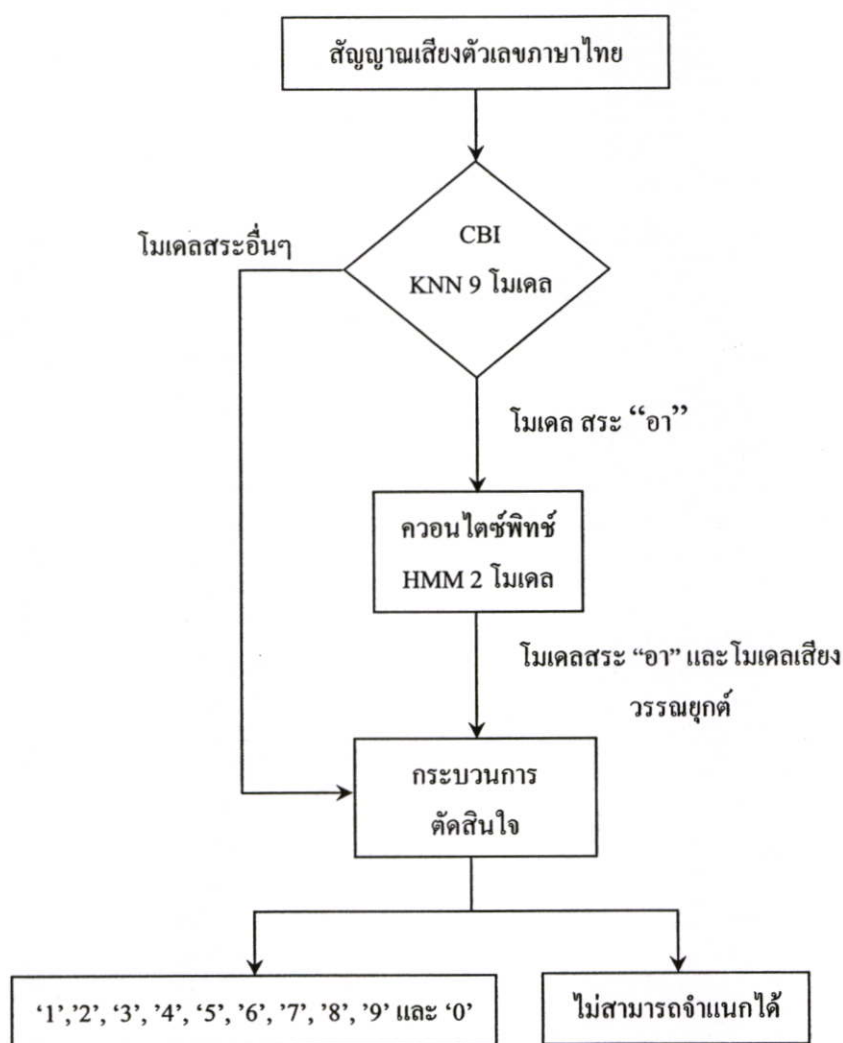 สัญญาณเสียงตัวเลขภาษาไทย
CBI
KNN 9 โมเดล
โมเดลสระอื่นๆ
โมเดล สระ “อา”
ควอนไตซ์พิทช์
HMM 2 โมเดล
โมเดลสระ “อา” และโมเดลเสียง
วรรณยุกต์
กระบวนการ
ตัดสินใจ
‘1’,’2’, ‘3’, ’4’, ‘5’, ’6’, ’7’, ’8’, ’9’ และ ‘0’
ไม่สามารถจำแนกได้